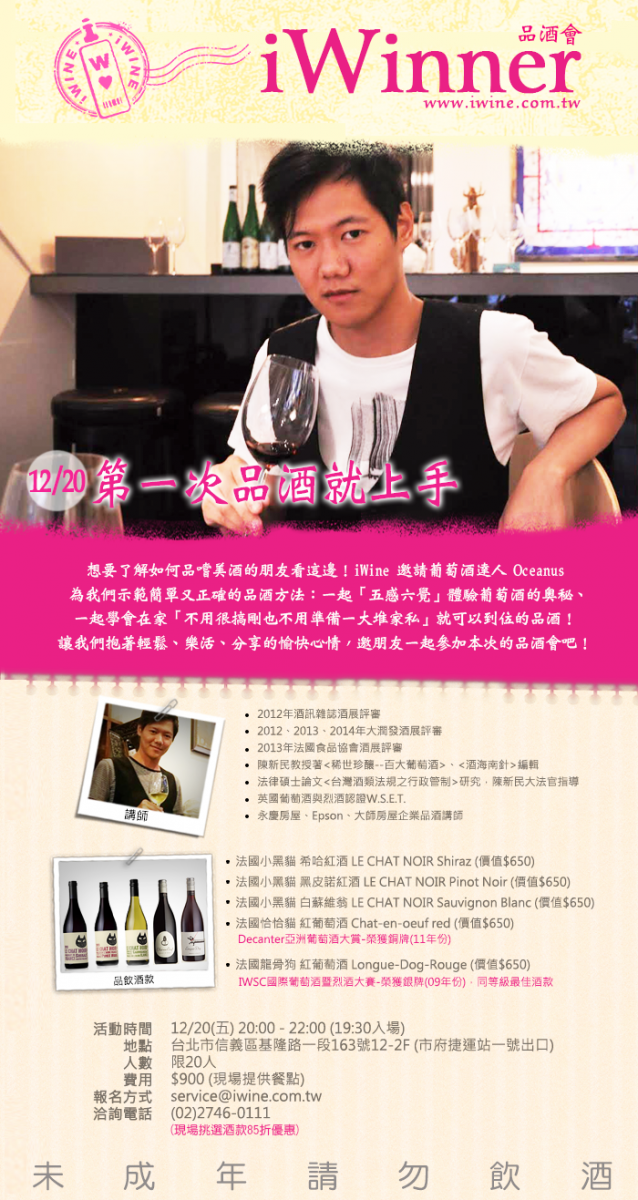 iWINE
iWINE
W
品酒會
iWinner
www.iwine.com.tw
12/20 第一次品酒就上手
想要了解如何品嚐美酒的朋友看這邊！iWine 邀請葡萄酒達人 Oceanus
為我們示範簡單又正確的品酒方法：一起「五感六覺」體驗葡萄酒的奧秘、
一起學會在家「不用很搞剛也不用準備一大堆家私」就可以到位的品酒！
讓我們抱著輕鬆、樂活、分享的愉快心情，邀朋友一起參加本次的品酒會吧！
• 2012年酒訊雜誌酒展評審
• 2012、2013、2014年大潤發酒展評審
• 2013年法國食品協會酒展評審
• 陳新民教授著<稀世珍釀--百大葡萄酒>、<酒海南針>編輯
• 法律碩士論文<台灣酒類法規之行政管制>研究，陳新民大法官指導
• 英國葡萄酒與烈酒認證W.S.E.T.
• 永慶房屋、Epson、大師房屋企業品酒講師
講師
• 法國小黑貓 希哈紅酒 LE CHAT NOIR Shiraz (價值$650)
• 法國小黑貓 黑皮諾紅酒 LE CHAT NOIR Pinot Noir (價值$650)
• 法國小黑貓 白蘇維翁 LE CHAT NOIR Sauvignon Blanc (價值$650)
• 法國恰恰貓 紅葡萄酒 Chat-en-oeuf red (價值$650)
Decanter亞洲葡萄酒大賞-榮獲銅牌(11年份)
• 法國龍骨狗 紅葡萄酒 Longue-Dog-Rouge (價值$650)
IWSC國際葡萄酒暨烈酒大賽-榮獲銀牌(09年份)，同等級最佳酒款
品飲酒款
活動時間 12/20(五) 20:00 - 22:00 (19:30入場)
地點 台北市信義區基隆路一段163號12-2F (市府捷運站一號出口)
人數 限20人
費用 $900 (現場提供餐點)
報名方式 service@iwine.com.tw
洽詢電話 (02)2746-0111
(現場挑選酒款85折優惠)
未成年請勿飲酒